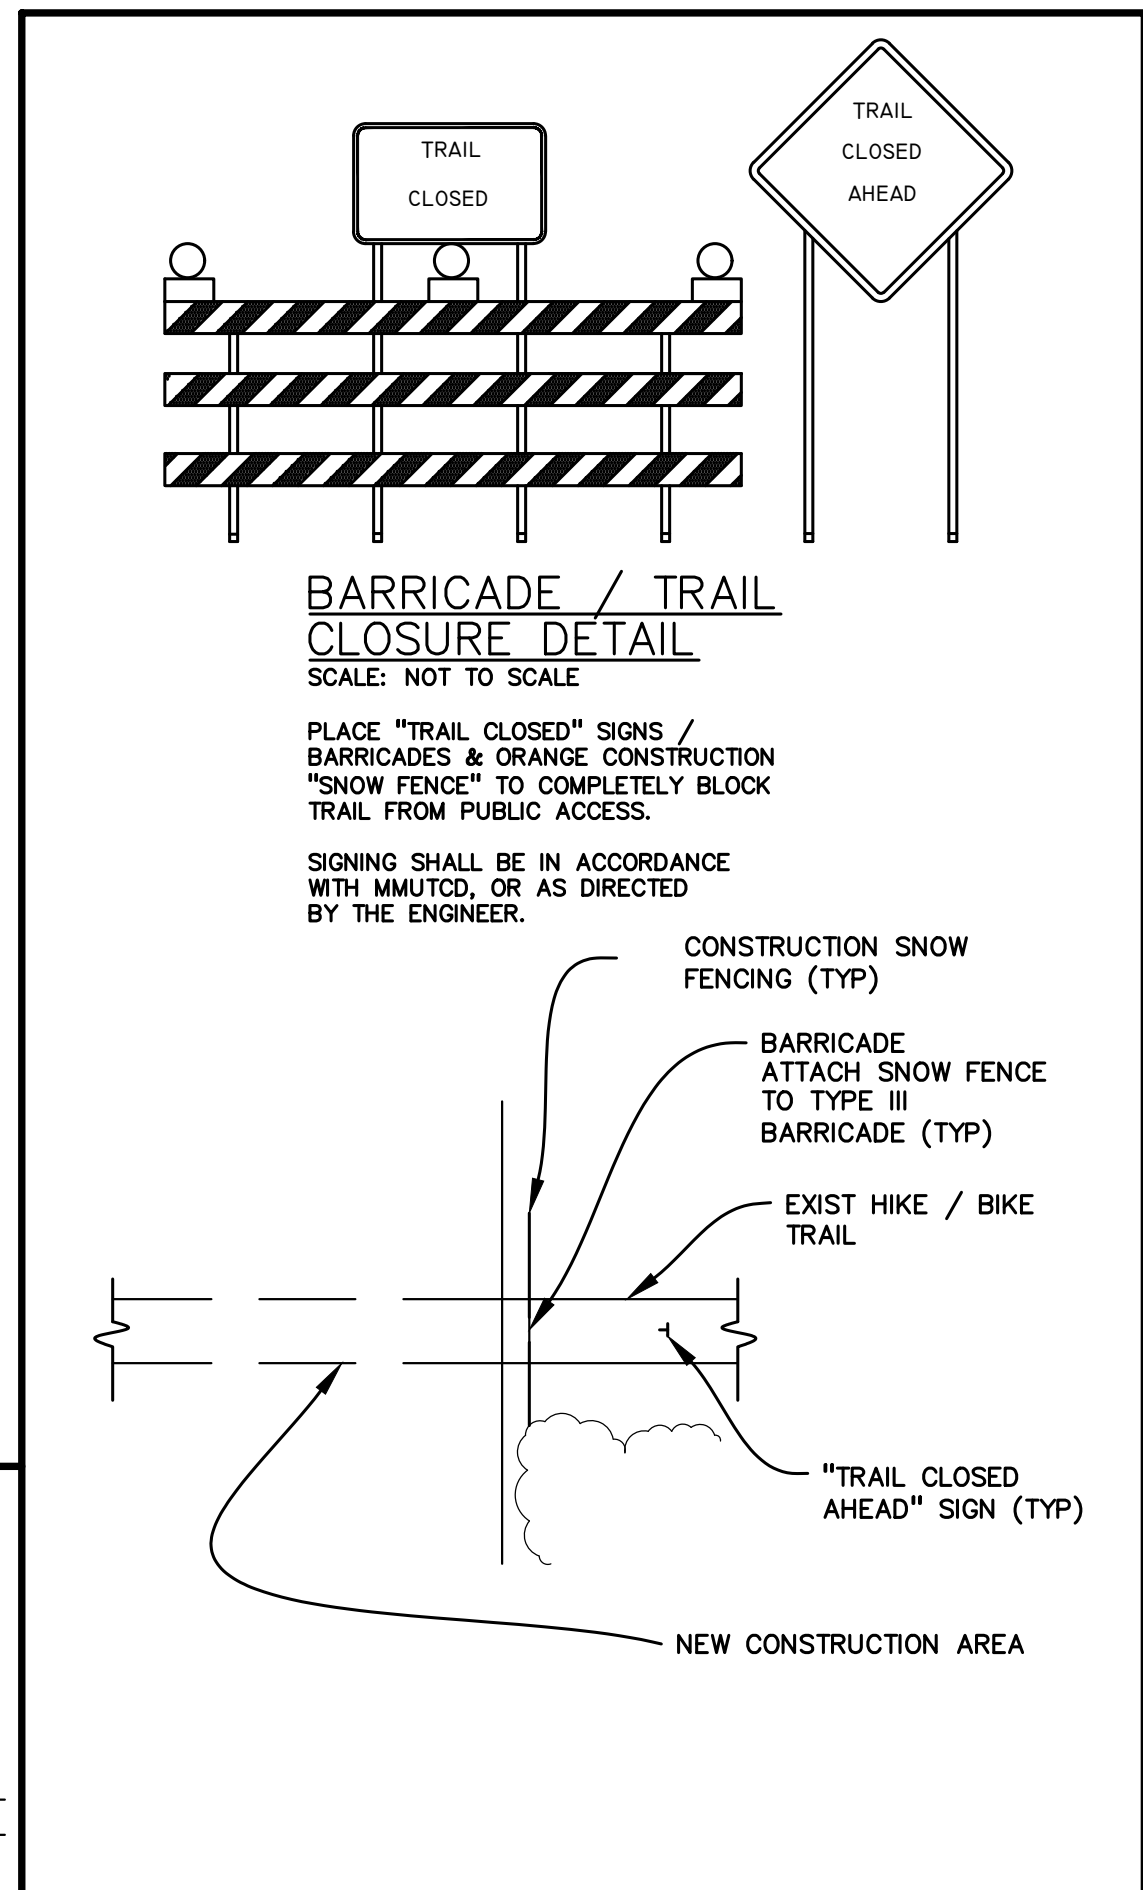 TRAIL
CLOSED
TRAIL
CLOSED
AHEAD
BARRICADE / TRAIL
CLOSURE DETAIL
SCALE: NOT TO SCALE
PLACE "TRAIL CLOSED" SIGNS /
BARRICADES & ORANGE CONSTRUCTION
"SNOW FENCE" TO COMPLETELY BLOCK
TRAIL FROM PUBLIC ACCESS.
SIGNING SHALL BE IN ACCORDANCE
WITH MMUTCD, OR AS DIRECTED
BY THE ENGINEER.
CONSTRUCTION SNOW
FENCING (TYP)
BARRICADE
ATTACH SNOW FENCE
TO TYPE III
BARRICADE (TYP)
EXIST HIKE / BIKE
TRAIL
"TRAIL CLOSED
AHEAD" SIGN (TYP)
NEW CONSTRUCTION AREA